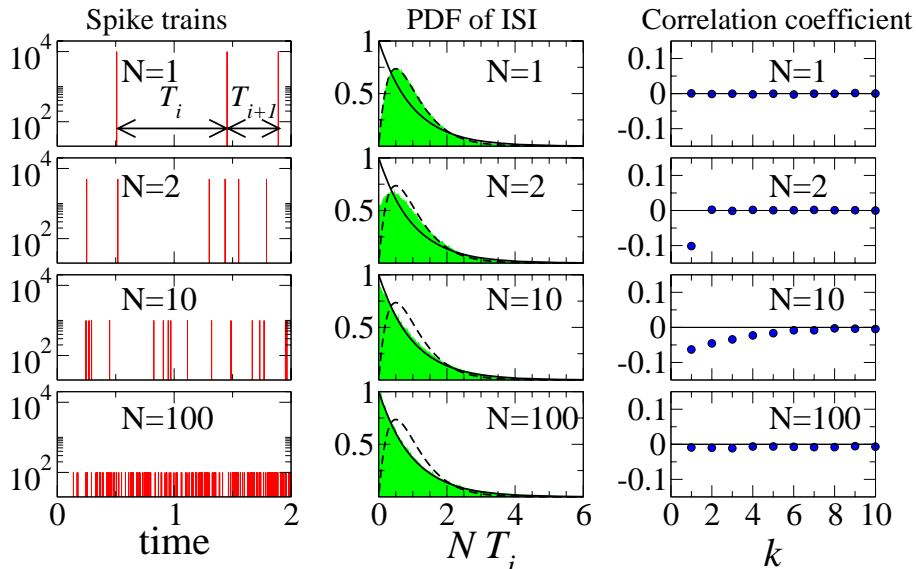 Spike trains
PDF of ISI
Correlation coefficient
10^4
10^2
N=1
T_i
T_{i+1}
1
0.5
N=1
0.1
0
-0.1
N=1
10^4
10^2
N=2
1
0.5
N=2
0.1
0
-0.1
N=2
10^4
10^2
N=10
1
0.5
N=10
0.1
0
-0.1
N=10
10^4
10^2
N=100
1
0.5
N=100
0.1
0
-0.1
N=100
0 1 2
0 2 4 6
0 2 4 6 8 10
time
N T_i
k